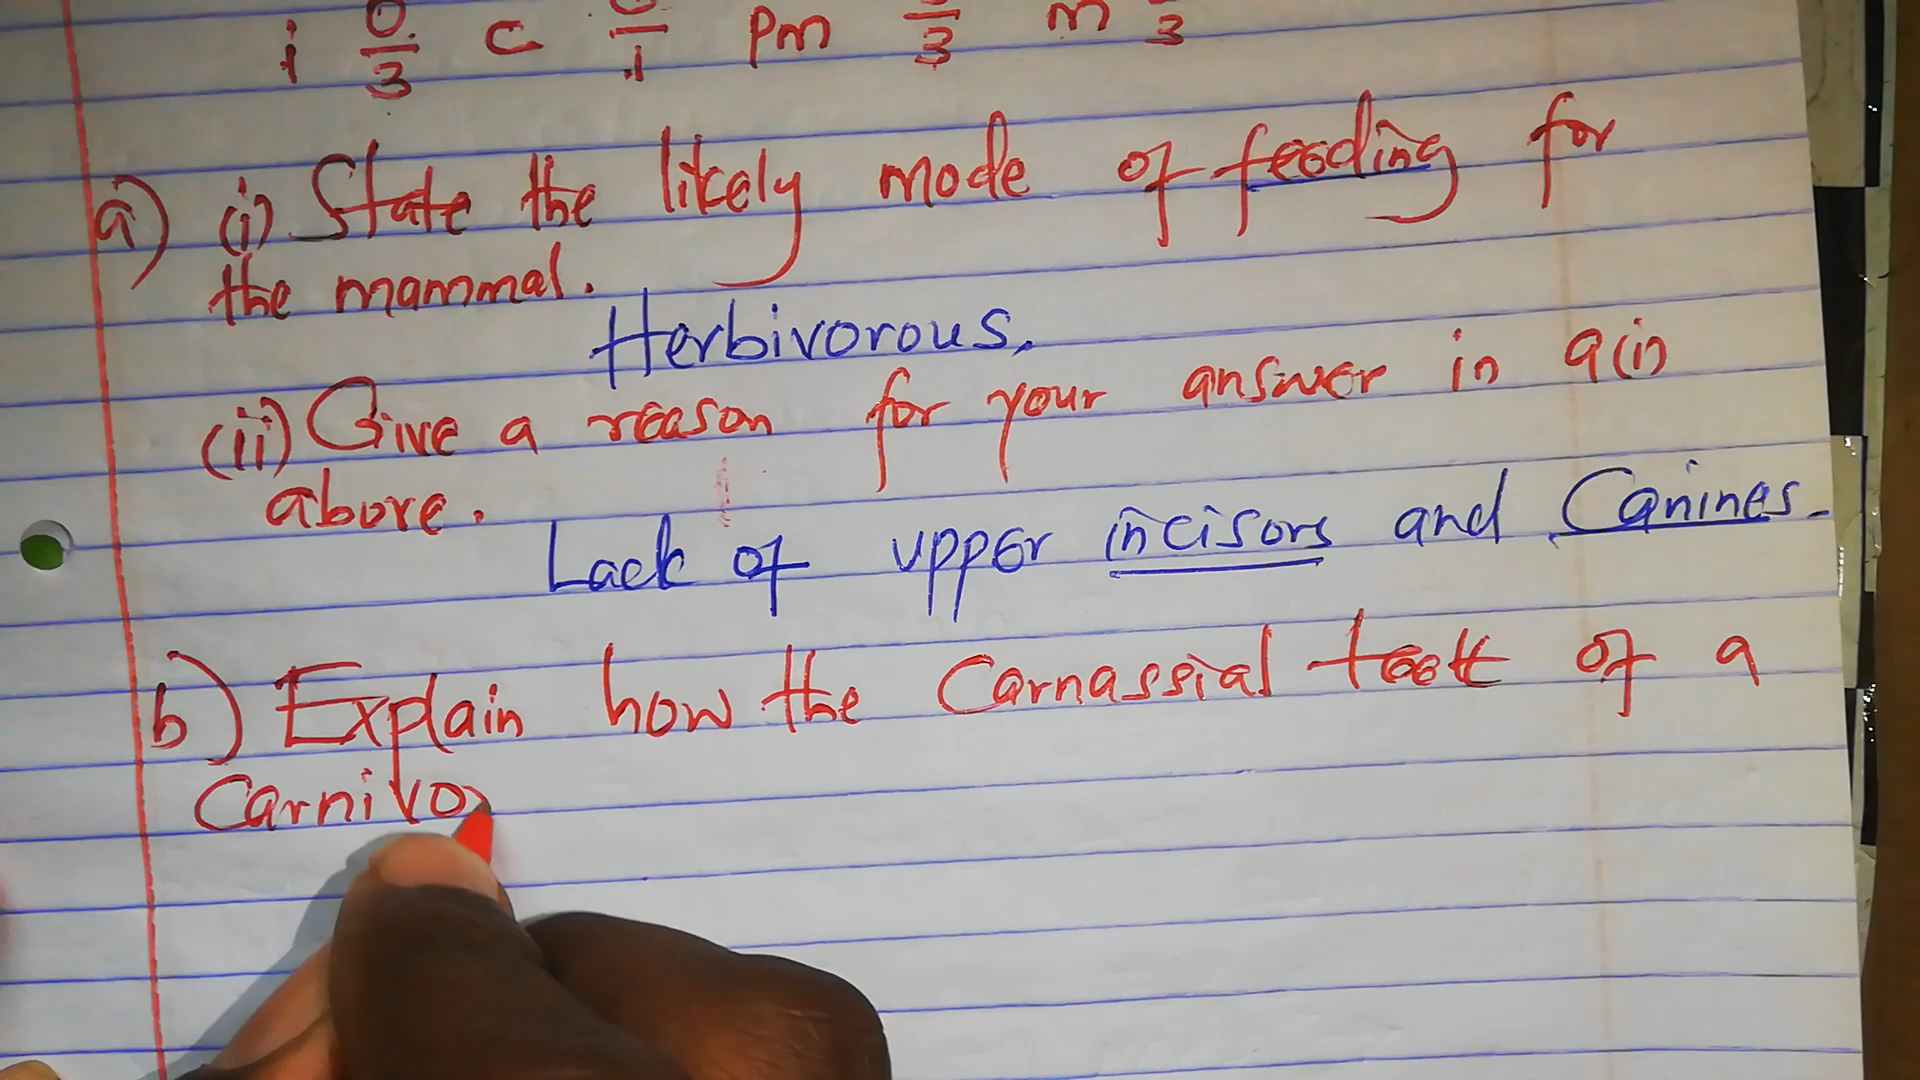 i 0/3 c 0/1 pm 3/3 m 3/3
a) (i) State the likely mode of feeding for
the mammal.
Herbivorous.
(ii) Give a reason for your answer in a(i)
above.
Lack of upper incisors and Canines.
b) Explain how the Carnassial teeth of a
Carnivo